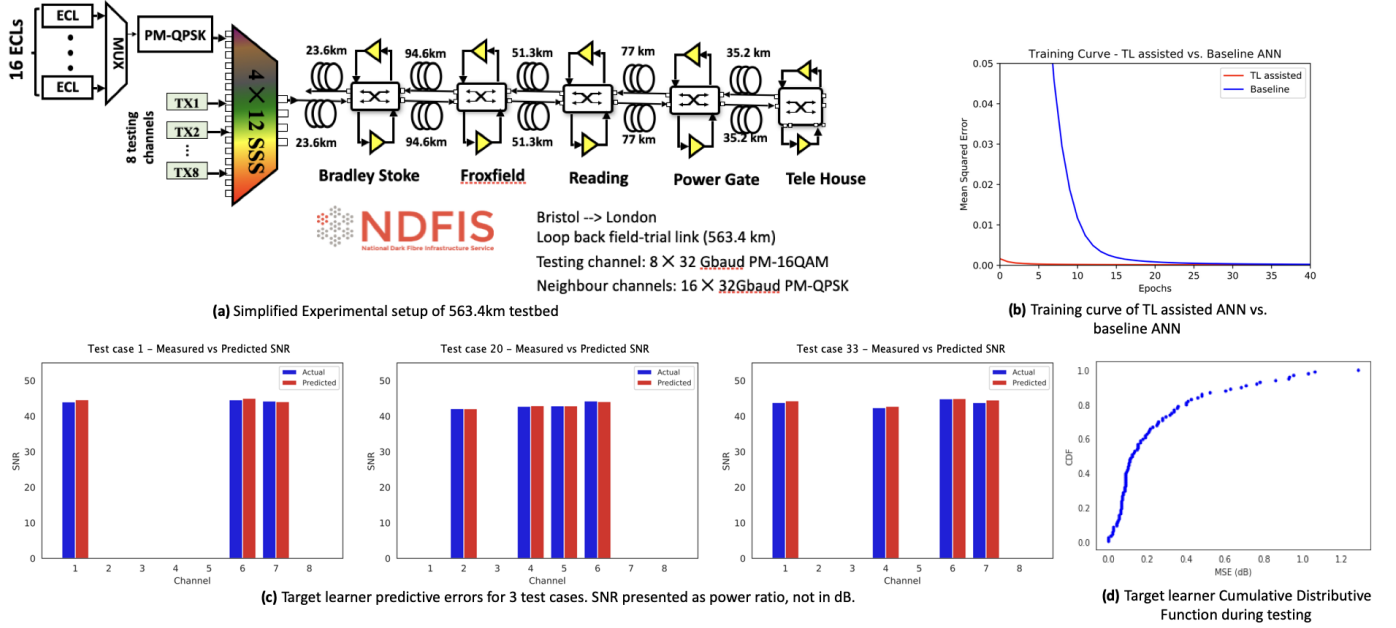 16 ECLs
ECL
ECL
MUX
PM-QPSK
8 testing
channels
TX1
TX2
TX8
4 × 12 SSS
23.6km
94.6km
51.3km
77 km
35.2 km
23.6km
94.6km
51.3km
77 km
35.2 km
Bradley Stoke
Froxfield
Reading
Power Gate
Tele House
NDFIS
National Dark Fibre Infrastructure Service
Bristol --> London
Loop back field-trial link (563.4 km)
Testing channel: 8 × 32 Gbaud PM-16QAM
Neighbour channels: 16 × 32Gbaud PM-QPSK
(a) Simplified Experimental setup of 563.4km testbed
Training Curve - TL assisted vs. Baseline ANN
TL assisted
Baseline
Mean Squared Error
0.05
0.04
0.03
0.02
0.01
0.00
0 5 10 15 20 25 30 35 40
Epochs
(b) Training curve of TL assisted ANN vs.
baseline ANN
Test case 1 – Measured vs Predicted SNR
Actual
Predicted
SNR
50
40
30
20
10
0
1 2 3 4 5 6 7 8
Channel
Test case 20 – Measured vs Predicted SNR
Actual
Predicted
SNR
50
40
30
20
10
0
1 2 3 4 5 6 7 8
Channel
Test case 33 – Measured vs Predicted SNR
Actual
Predicted
SNR
50
40
30
20
10
0
1 2 3 4 5 6 7 8
Channel
(c) Target learner predictive errors for 3 test cases. SNR presented as power ratio, not in dB.
CDF
1.0
0.8
0.6
0.4
0.2
0.0
0.0 0.2 0.4 0.6 0.8 1.0 1.2
MSE (dB)
(d) Target learner Cumulative Distributive
Function during testing